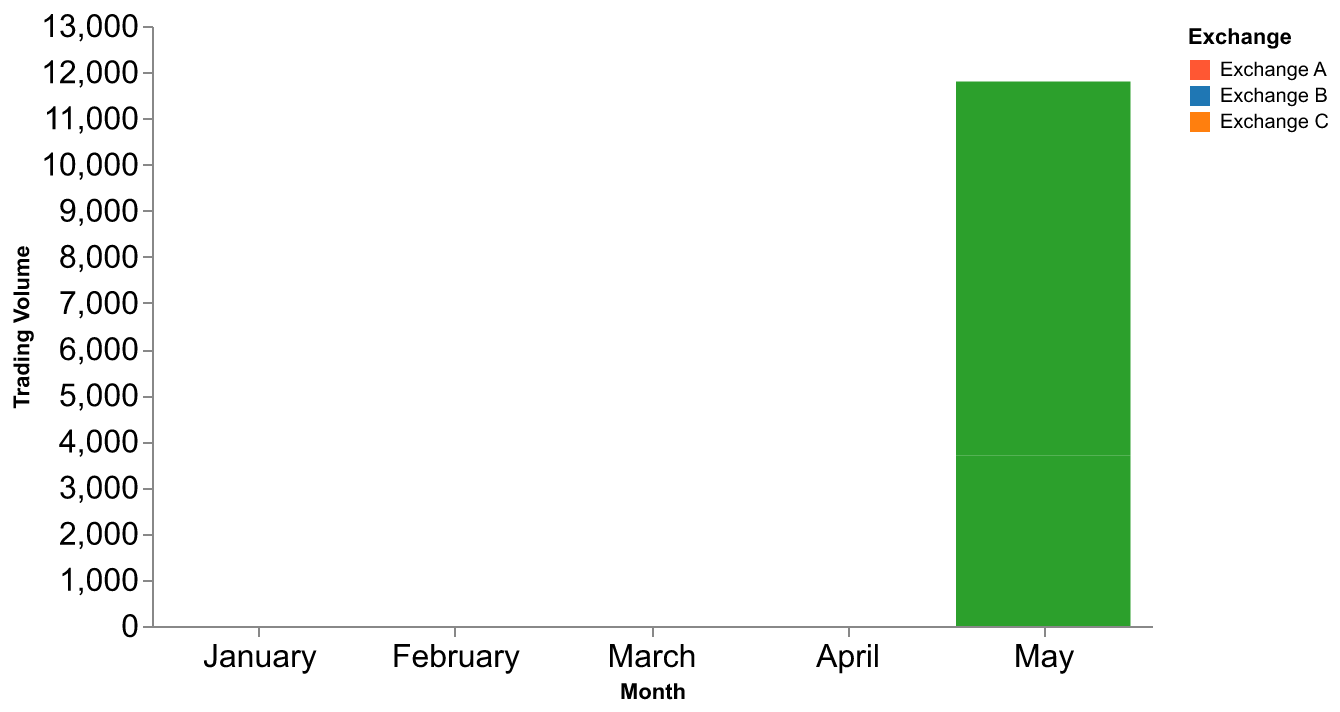 13,000
12,000
11,000
10,000
9,000
8,000
7,000
6,000
5,000
4,000
3,000
2,000
1,000
0
Trading Volume
January February March April May
Month
Exchange
Exchange A
Exchange B
Exchange C